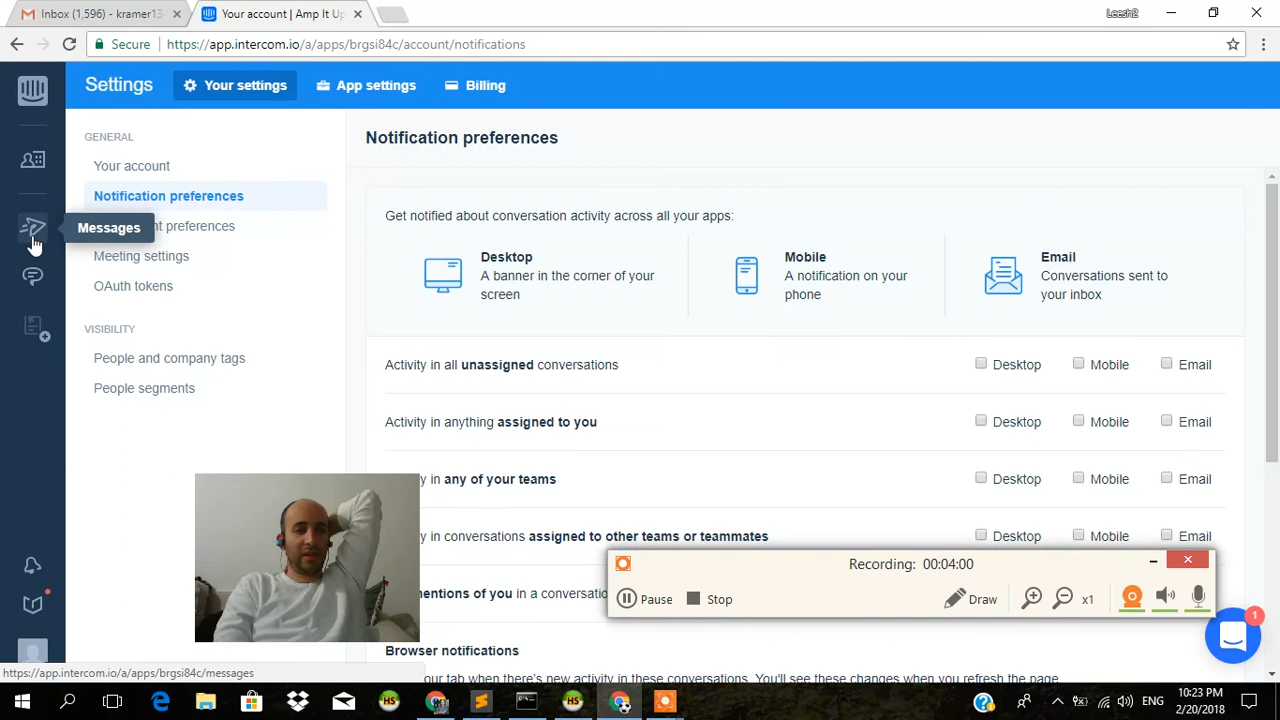 Inbox (1,596) - kramer13
Your account | Amp It Up
Leesh2
Secure
https://app.intercom.io/a/apps/brgsi84c/account/notifications
Settings
Your settings
App settings
Billing
GENERAL
Your account
Notification preferences
Messages
nt preferences
Meeting settings
OAuth tokens
VISIBILITY
People and company tags
People segments
Notification preferences
Get notified about conversation activity across all your apps:
Desktop
A banner in the corner of your
screen
Mobile
A notification on your
phone
Email
Conversations sent to
your inbox
Activity in all unassigned conversations
Desktop Mobile Email
Activity in anything assigned to you
Desktop Mobile Email
in any of your teams
Desktop Mobile Email
in conversations assigned to other teams or teammates
Desktop Mobile Email
mentions of you in a conversatio
Recording: 00:04:00
Pause
Stop
Draw
x1
1
Browser notifications
our tab when there's new activity in these conversations. You'll see these changes when you refresh the page.
https://app.intercom.io/a/apps/brgsi84c/messages
ENG
10:23 PM
2/20/2018